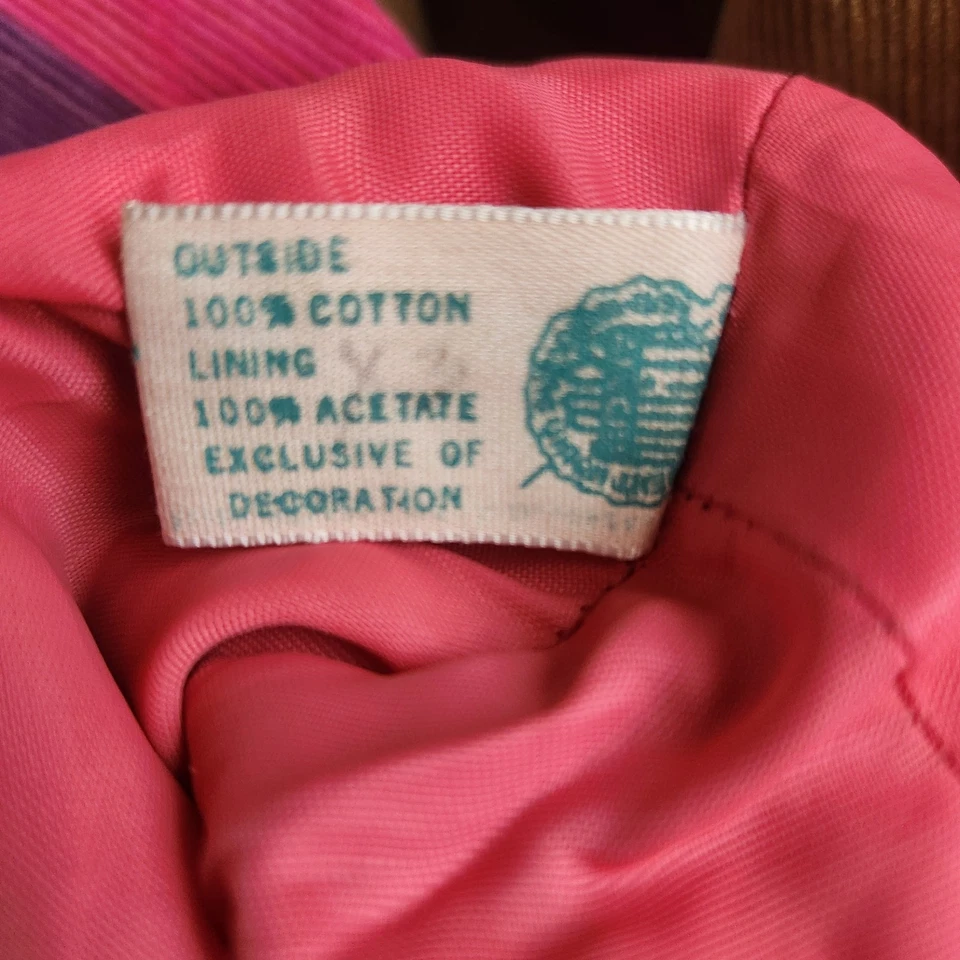 OUTSIDE
100% COTTON
LINING
100% ACETATE
EXCLUSIVE OF
DECORATION